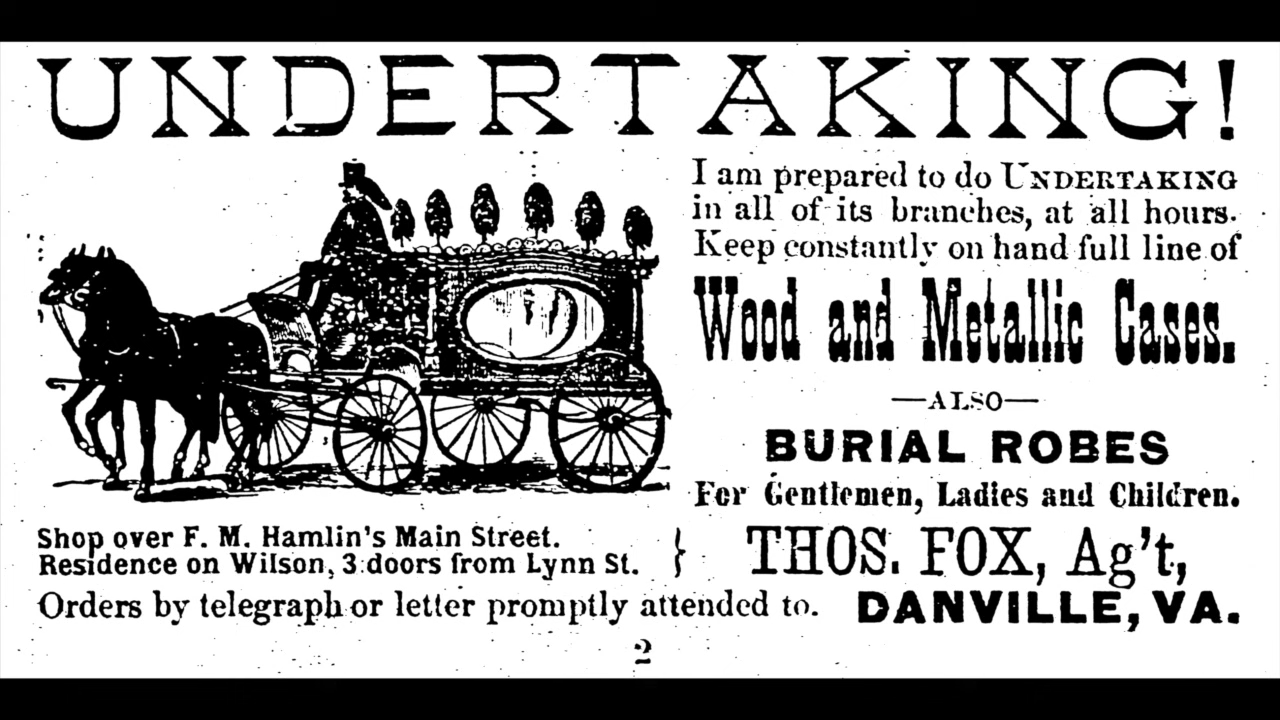 UNDERTAKING!
I am prepared to do UNDERTAKING
in all of its branches, at all hours.
Keep constantly on hand full line of
Wood and Metallic Cases.
—ALSO—
BURIAL ROBES
For Gentlemen, Ladies and Children.
Shop over F. M. Hamlin's Main Street.
Residence on Wilson, 3 doors from Lynn St.
THOS. FOX, Ag't,
Orders by telegraph or letter promptly attended to.
DANVILLE, VA.
2